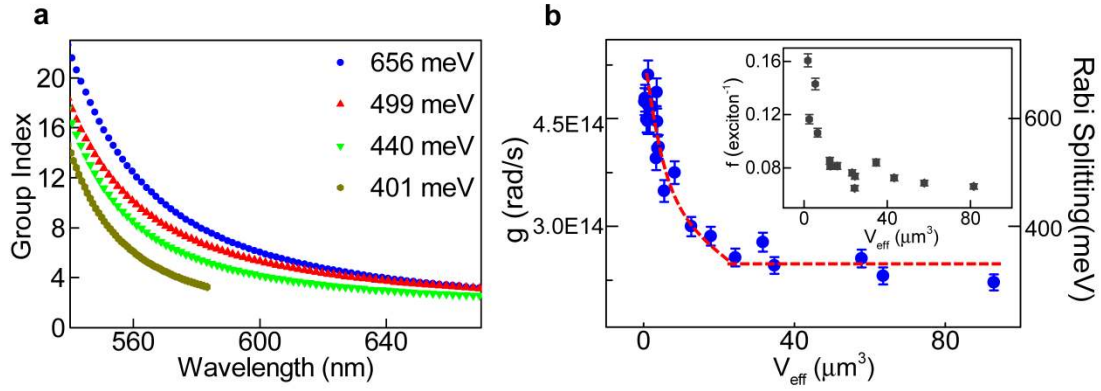 a
Group Index
20
16
12
8
4
0
656 meV
499 meV
440 meV
401 meV
560
600
640
Wavelength (nm)
b
g (rad/s)
4.5E14
3.0E14
0
40
80
V_eff (μm³)
600
400
Rabi Splitting(meV)
f (exciton⁻¹)
0.16
0.12
0.08
0
20
40
60
80
V_eff (μm³)